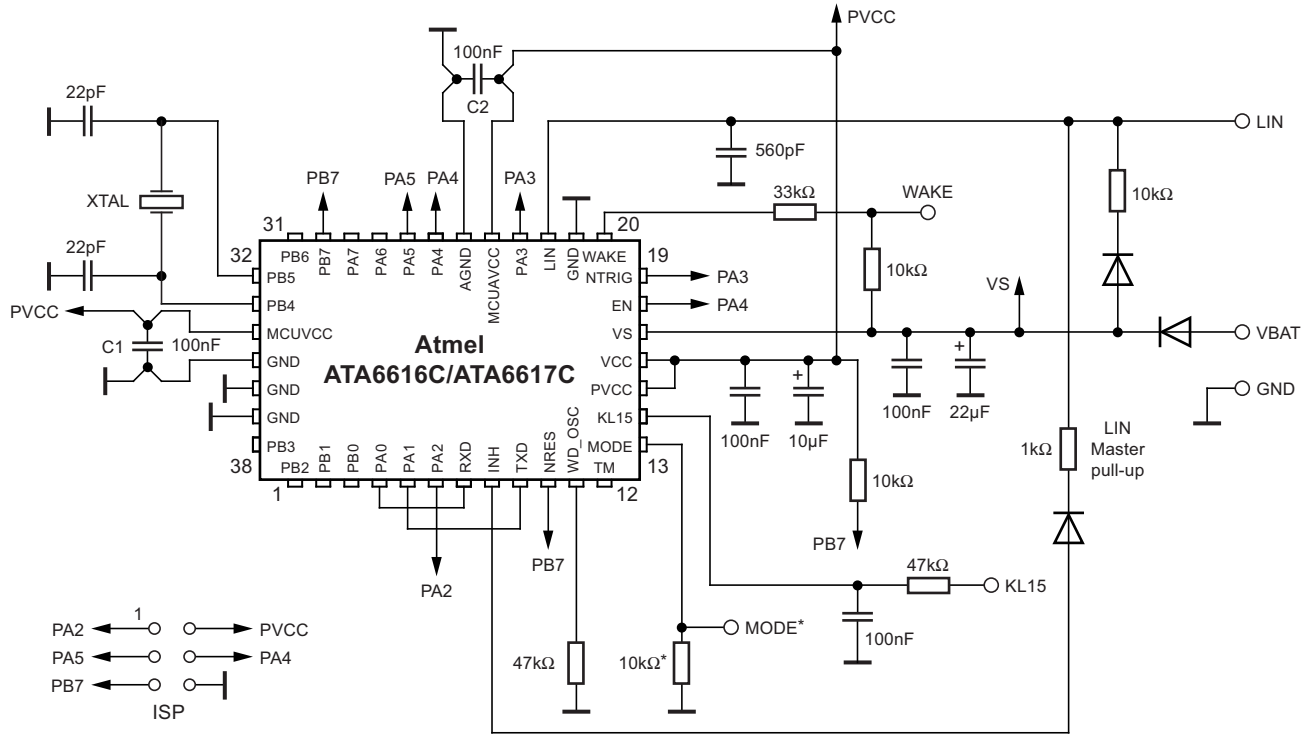 PVCC
100nF
C2
22pF
LIN
560pF
PB7
PA5
PA4
PA3
33kΩ
WAKE
10kΩ
XTAL
31
20
32
PB6
PB7
PA7
PA6
PA5
PA4
AGND
MCUAVCC
PA3
LIN
GND
WAKE
19
22pF
PB5
NTRIG
PA3
10kΩ
PB4
EN
PA4
VS
PVCC
MCUVCC
VS
VBAT
C1
100nF
Atmel
ATA6616C/ATA6617C
GND
VCC
GND
PVCC
+
+
GND
100nF
22µF
GND
KL15
100nF
10µF
LIN
Master
pull-up
1kΩ
PB3
MODE
38
PB2
PB1
PB0
PA0
PA1
PA2
RXD
INH
TXD
NRES
WD_OSC
TM
13
1
12
10kΩ
PB7
PB7
PA2
47kΩ
KL15
1
PA2
PVCC
MODE*
100nF
PA5
PA4
47kΩ
10kΩ*
PB7
ISP